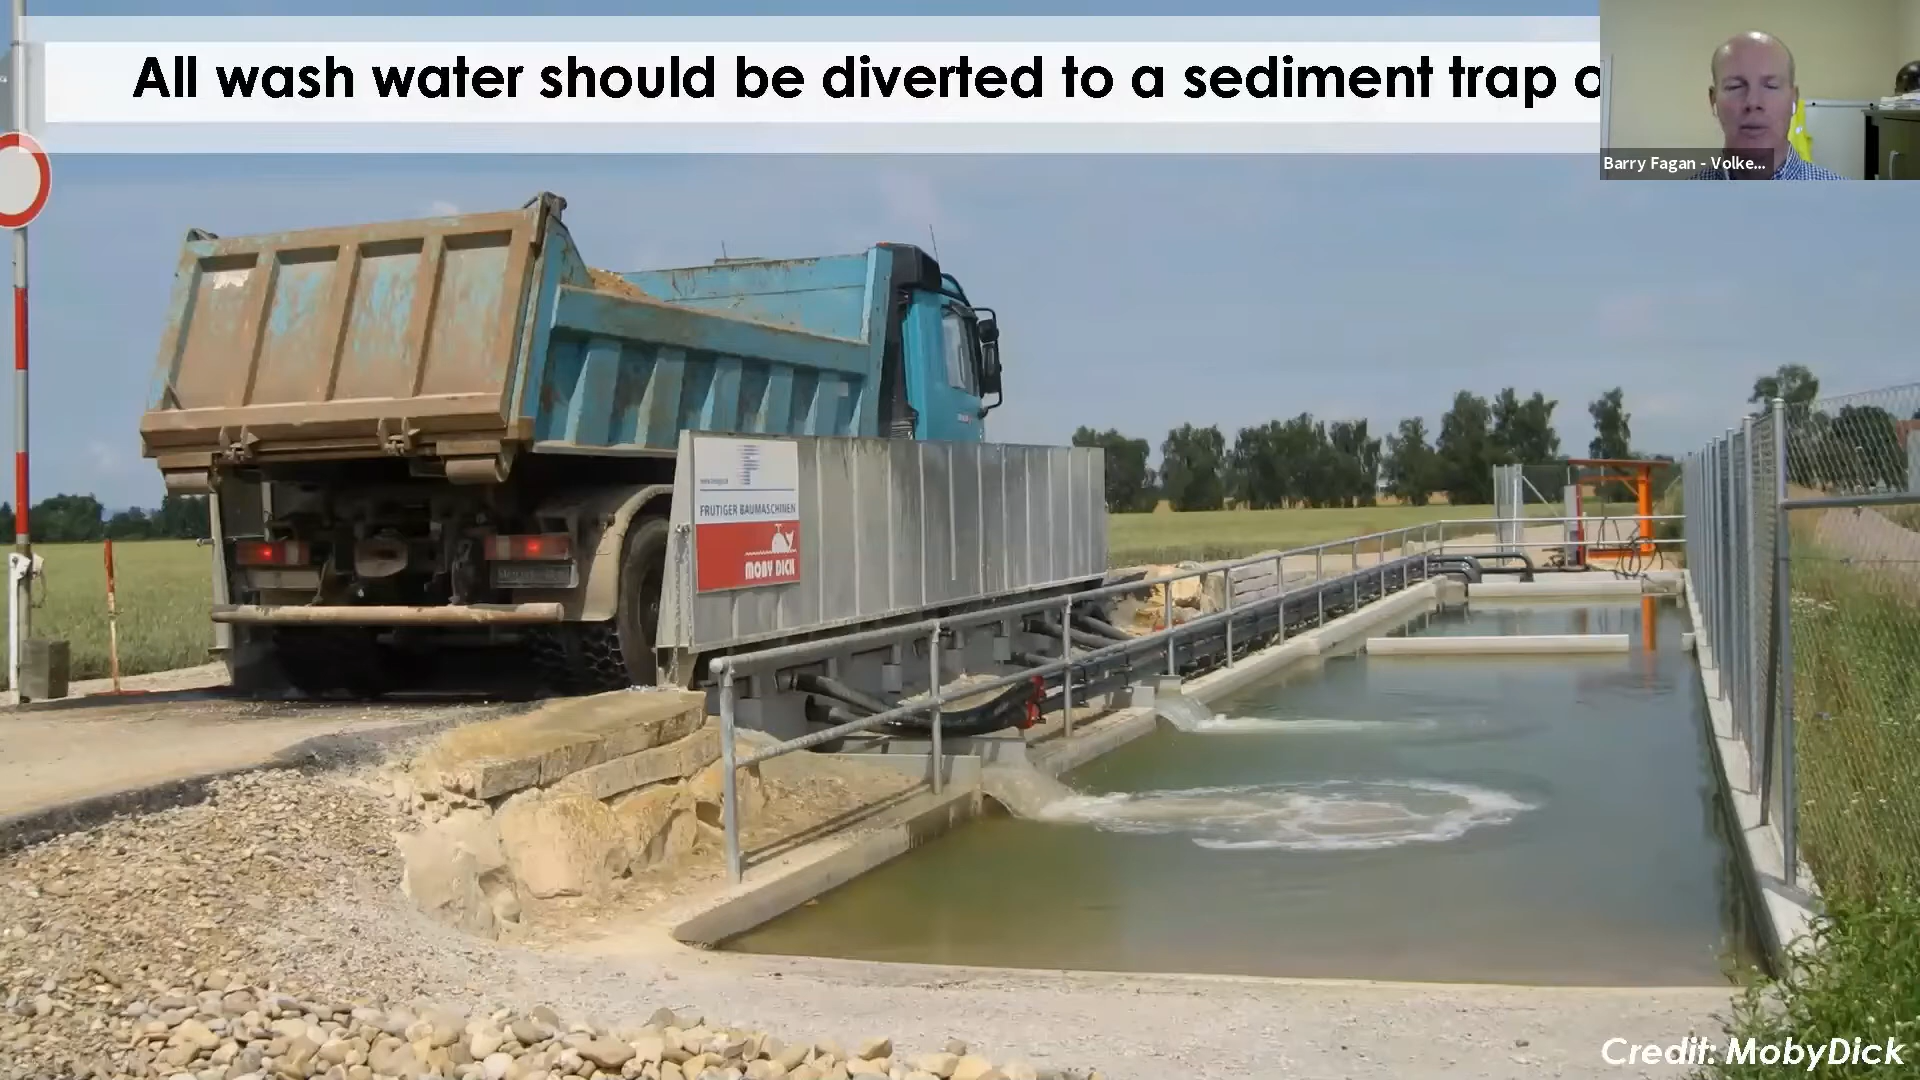 All wash water should be diverted to a sediment trap o
Barry Fagan - Volke...
FRUTIGER BAUMASCHINEN
MOBY DICK
Credit: MobyDick